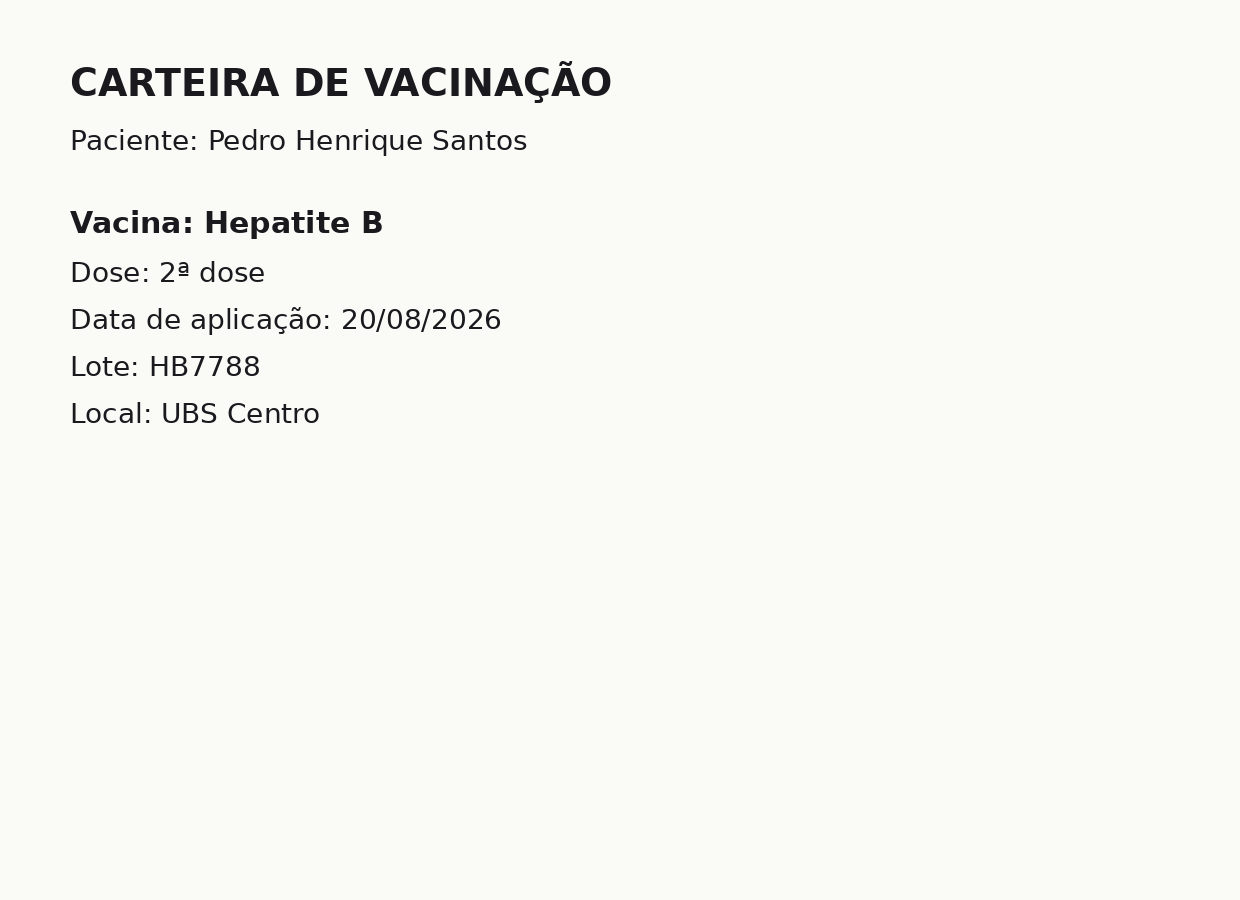 CARTEIRA DE VACINAÇÃO
Paciente: Pedro Henrique Santos
Vacina: Hepatite B
Dose: 2ª dose
Data de aplicação: 20/08/2026
Lote: HB7788
Local: UBS Centro